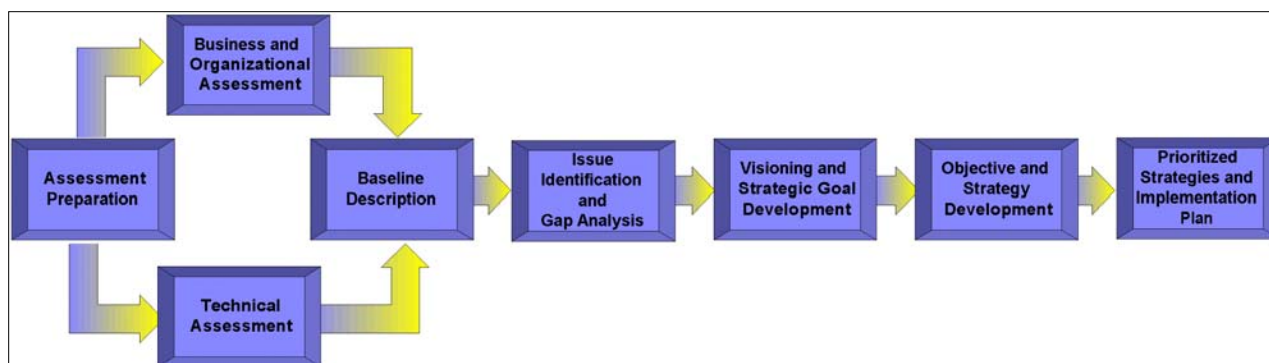 Business and
Organizational
Assessment
Assessment
Preparation
Technical
Assessment
Baseline
Description
Issue
Identification
and
Gap Analysis
Visioning and
Strategic Goal
Development
Objective and
Strategy
Development
Prioritized
Strategies and
Implementation
Plan